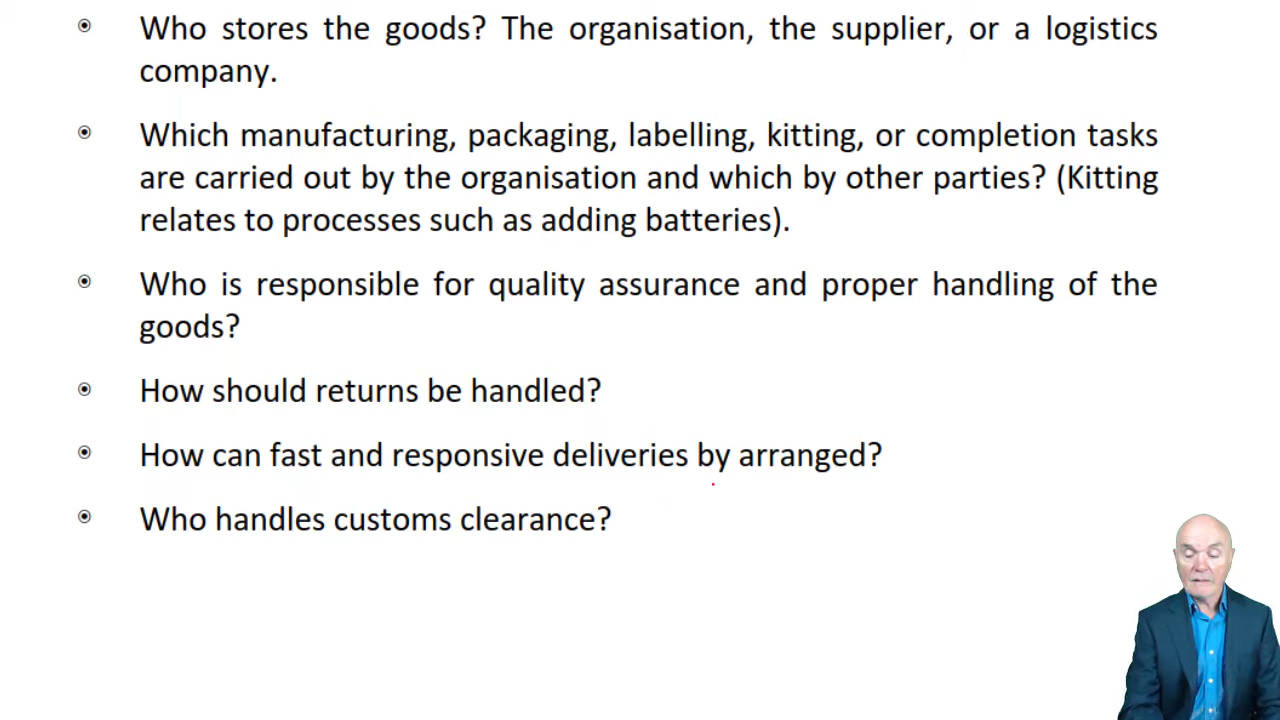 Who stores the goods? The organisation, the supplier, or a logistics
company.
Which manufacturing, packaging, labelling, kitting, or completion tasks
are carried out by the organisation and which by other parties? (Kitting
relates to processes such as adding batteries).
Who is responsible for quality assurance and proper handling of the
goods?
How should returns be handled?
How can fast and responsive deliveries by arranged?
Who handles customs clearance?